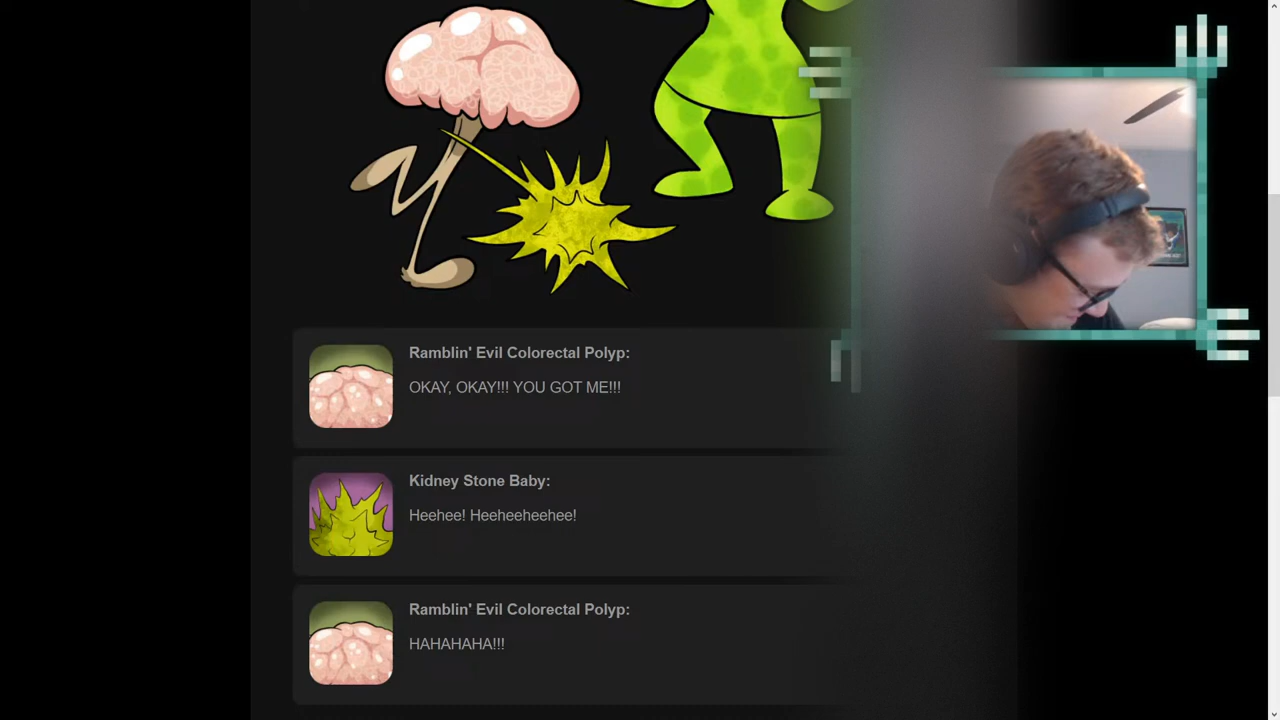 Ramblin' Evil Colorectal Polyp:
OKAY, OKAY!!! YOU GOT ME!!!
Kidney Stone Baby:
Heehee! Heeheeheehee!
Ramblin' Evil Colorectal Polyp:
HAHAHAHA!!!